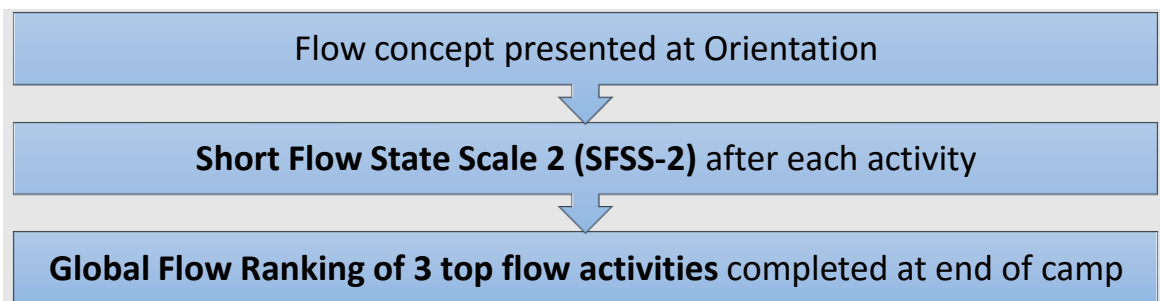 Flow concept presented at Orientation
Short Flow State Scale 2 (SFSS-2) after each activity
Global Flow Ranking of 3 top flow activities completed at end of camp